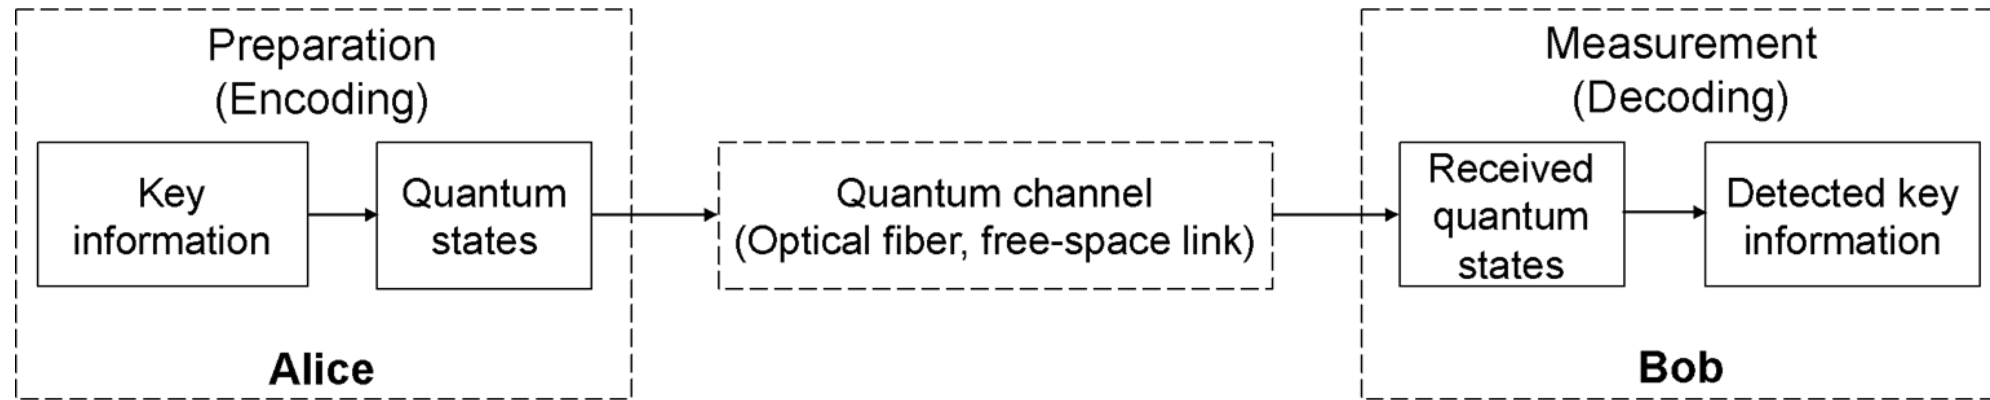 Preparation
(Encoding)
Key
information
Quantum
states
Alice
Quantum channel
(Optical fiber, free-space link)
Measurement
(Decoding)
Received
quantum
states
Detected key
information
Bob